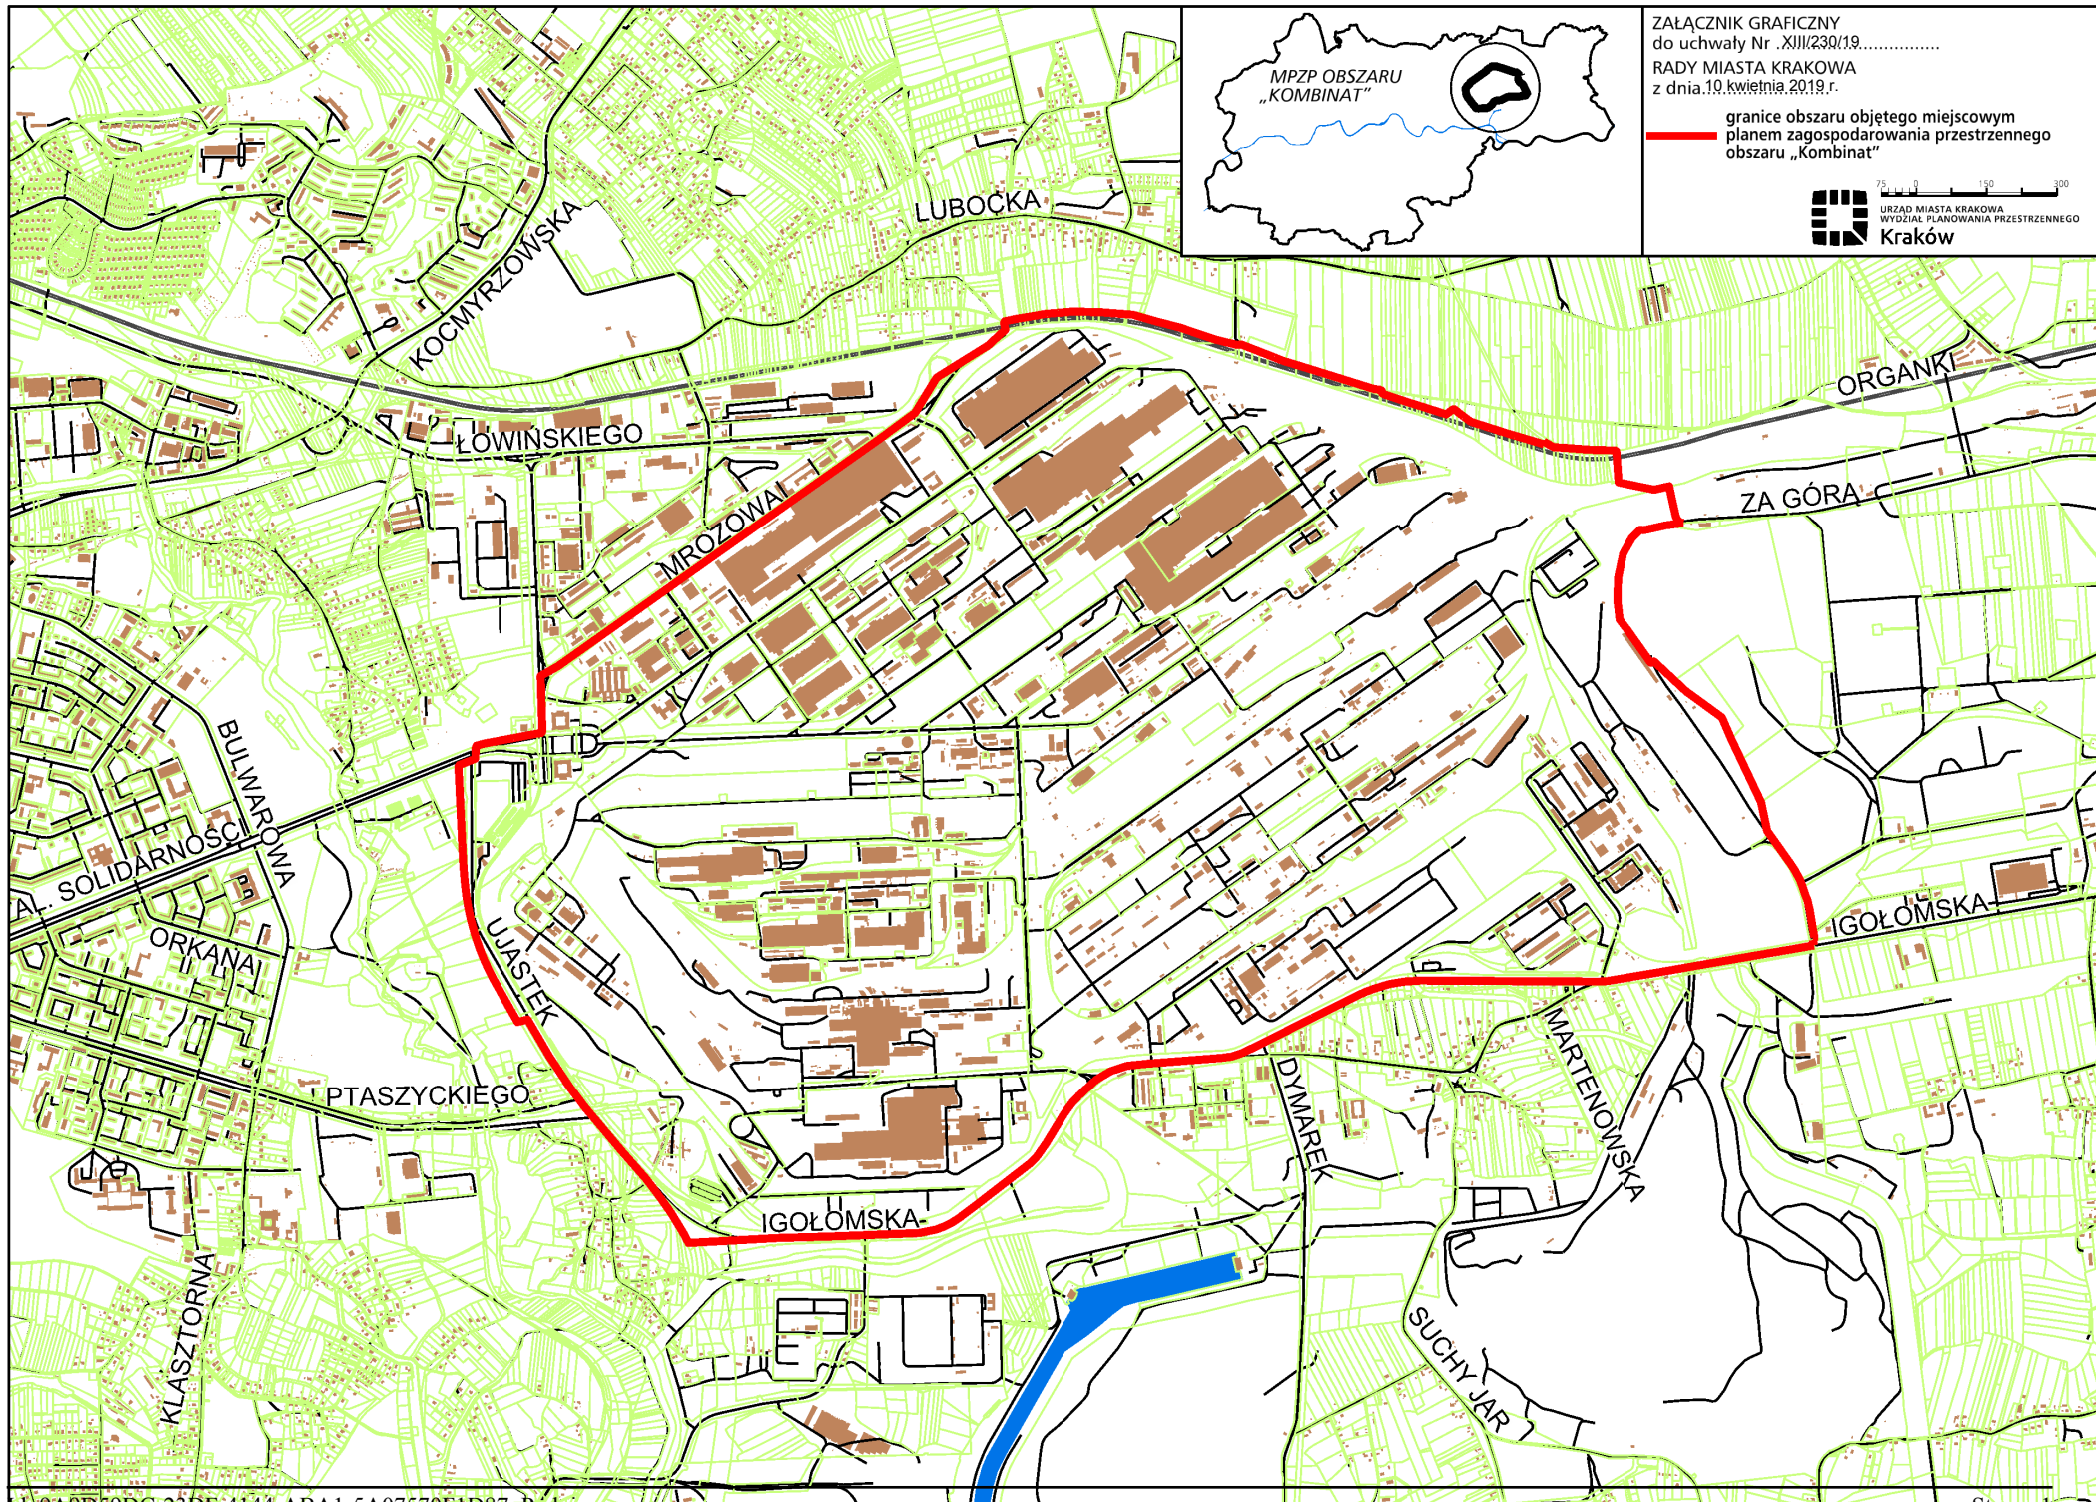 ZAŁĄCZNIK GRAFICZNY
do uchwały Nr .XIII/230/19................
RADY MIASTA KRAKOWA
z dnia.10 kwietnia 2019 r.
granice obszaru objętego miejscowym
planem zagospodarowania przestrzennego
obszaru „Kombinat”
75 0 150 300
URZĄD MIASTA KRAKOWA
WYDZIAŁ PLANOWANIA PRZESTRZENNEGO
Kraków
MPZP OBSZARU
„KOMBINAT”
LUBOCKA
KOCMYRZOWSKA
ORGANKI
ŁOWIŃSKIEGO
ZA GÓRĄ
MROZOWA
BULWAROWA
AL. SOLIDARNOŚCI
ORKANA
UJASTEK
IGOŁOMSKA
PTASZYCKIEGO
DYMAREK
MARTENOWSKA
IGOŁOMSKA
KLASZTORNA
SUCHY JAR